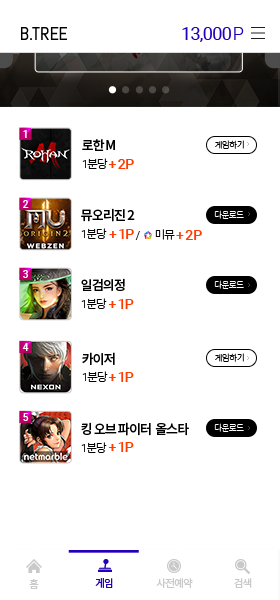 B.TREE
13,000P
1
ROHAN
M
로한 M
게임하기 ›
1분당 + 2P
2
MU
ORIGIN 2
WEBZEN
뮤오리진 2
다운로드 ›
1분당 + 1P / 미뮤 + 2P
3
일검의정
다운로드 ›
1분당 + 1P
4
NEXON
카이저
게임하기 ›
1분당 + 1P
5
netmarble
킹 오브 파이터 올스타
다운로드 ›
1분당 + 1P
홈
게임
사전예약
검색